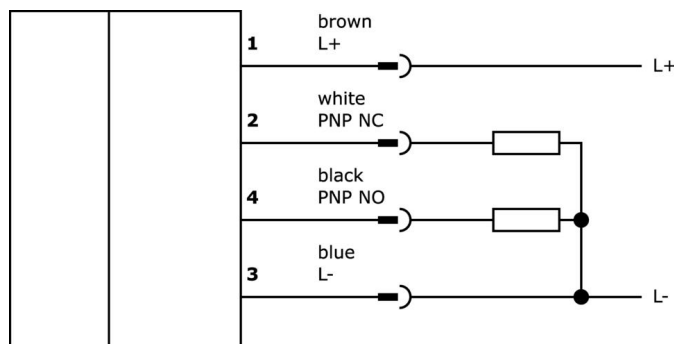 brown
1
L+
L+
white
2
PNP NC
black
4
PNP NO
blue
3
L-
L-